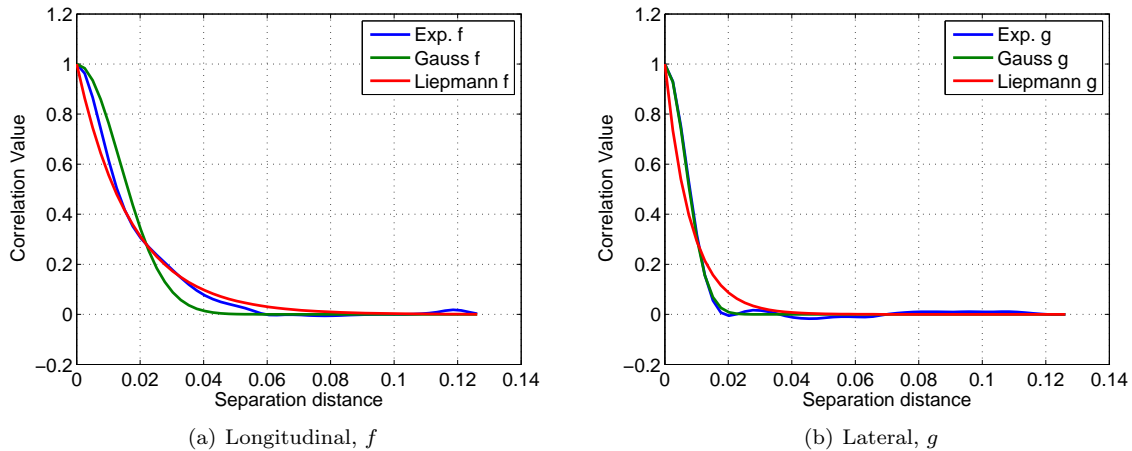 1.2
1
0.8
0.6
0.4
0.2
0
−0.2
Correlation Value
0 0.02 0.04 0.06 0.08 0.1 0.12 0.14
Separation distance
Exp. f
Gauss f
Liepmann f
(a) Longitudinal, f
1.2
1
0.8
0.6
0.4
0.2
0
−0.2
Correlation Value
0 0.02 0.04 0.06 0.08 0.1 0.12 0.14
Separation distance
Exp. g
Gauss g
Liepmann g
(b) Lateral, g